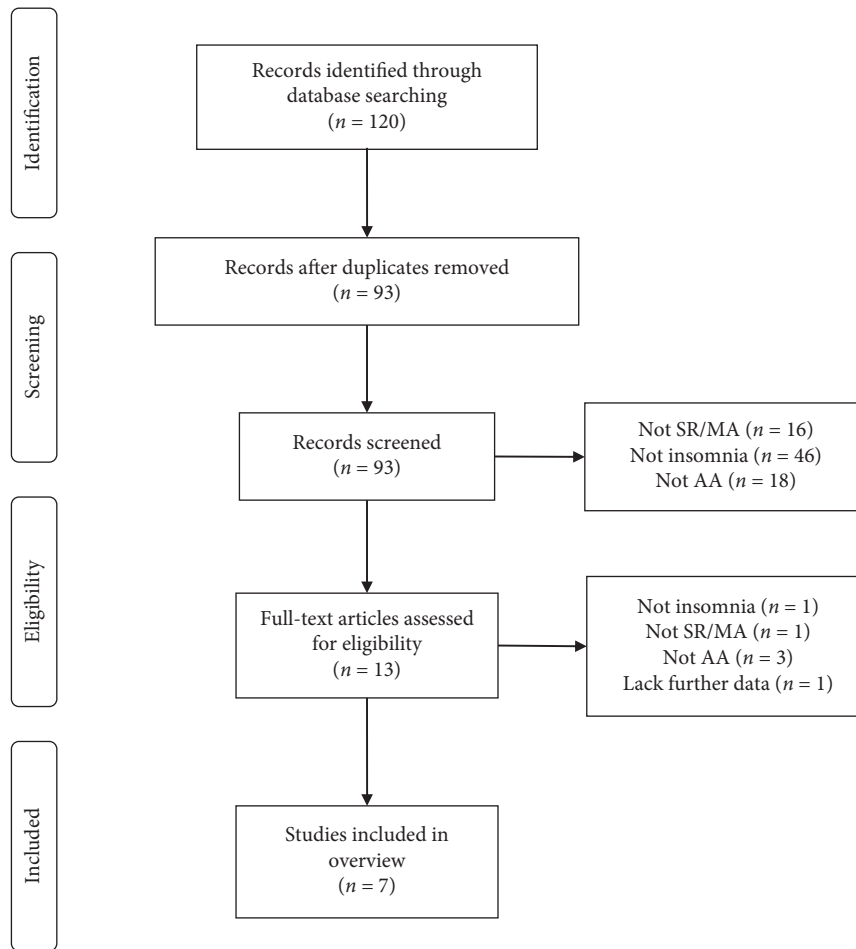 Identification
Records identified through
database searching
(n = 120)
Screening
Records after duplicates removed
(n = 93)
Records screened
(n = 93)
Not SR/MA (n = 16)
Not insomnia (n = 46)
Not AA (n = 18)
Eligibility
Full-text articles assessed
for eligibility
(n = 13)
Not insomnia (n = 1)
Not SR/MA (n = 1)
Not AA (n = 3)
Lack further data (n = 1)
Included
Studies included in
overview
(n = 7)